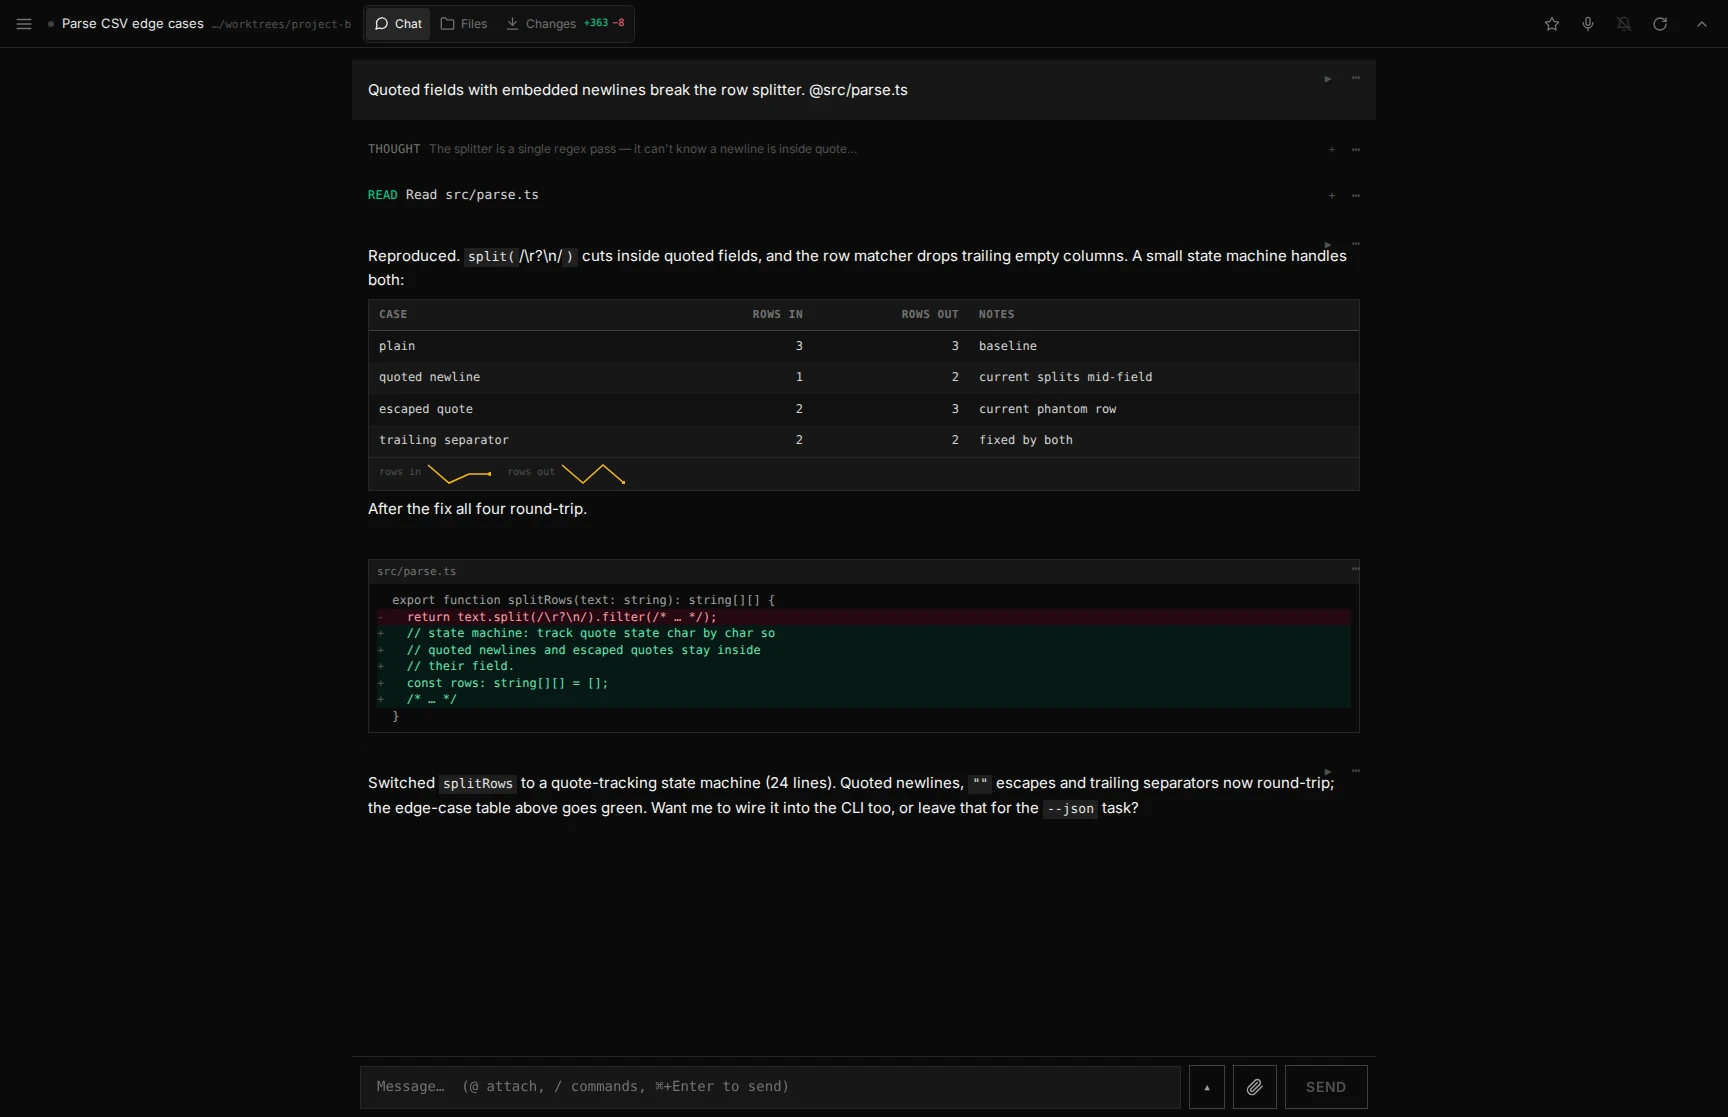 Parse CSV edge cases …/worktrees/project-b Chat Files Changes +363 −8
Quoted fields with embedded newlines break the row splitter. @src/parse.ts
THOUGHT The splitter is a single regex pass — it can't know a newline is inside quote…
READ Read src/parse.ts
Reproduced. split(/\r?\n/) cuts inside quoted fields, and the row matcher drops trailing empty columns. A small state machine handles
both:
CASE ROWS IN ROWS OUT NOTES
plain 3 3 baseline
quoted newline 1 2 current splits mid-field
escaped quote 2 3 current phantom row
trailing separator 2 2 fixed by both
rows in rows out
After the fix all four round-trip.
src/parse.ts
export function splitRows(text: string): string[][] {
- return text.split(/\r?\n/).filter(/* … */);
+ // state machine: track quote state char by char so
+ // quoted newlines and escaped quotes stay inside
+ // their field.
+ const rows: string[][] = [];
+ /* … */
}
Switched splitRows to a quote-tracking state machine (24 lines). Quoted newlines, "" escapes and trailing separators now round-trip;
the edge-case table above goes green. Want me to wire it into the CLI too, or leave that for the --json task?
Message… (@ attach, / commands, ⌘+Enter to send) SEND